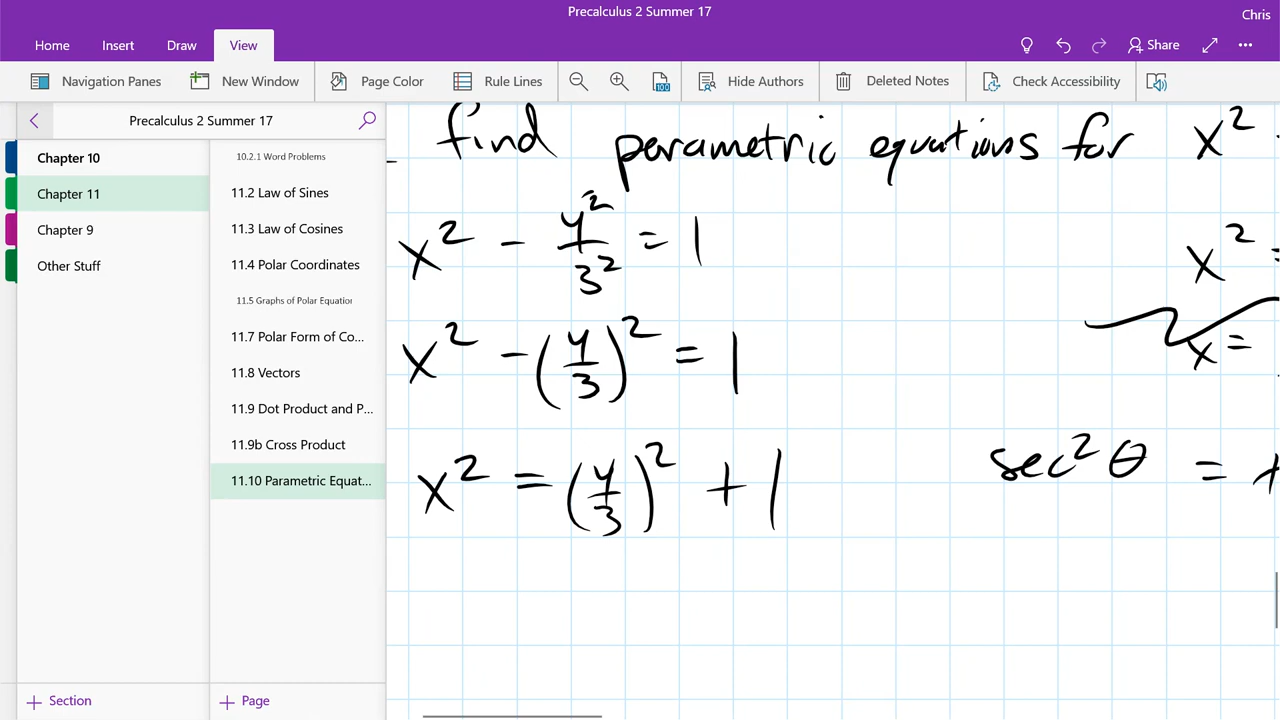 Precalculus 2 Summer 17
Chris
Home Insert Draw View
Share
Navigation Panes New Window Page Color Rule Lines 100 Hide Authors Deleted Notes Check Accessibility
Precalculus 2 Summer 17
Chapter 10
Chapter 11
Chapter 9
Other Stuff
10.2.1 Word Problems
11.2 Law of Sines
11.3 Law of Cosines
11.4 Polar Coordinates
11.5 Graphs of Polar Equation
11.7 Polar Form of Co...
11.8 Vectors
11.9 Dot Product and P...
11.9b Cross Product
11.10 Parametric Equat...
+ Section
+ Page
find parametric equations for x²
x² - y²/3² = 1
x² - (y/3)² = 1
x² = (y/3)² + 1
x² =
x =
sec² θ =